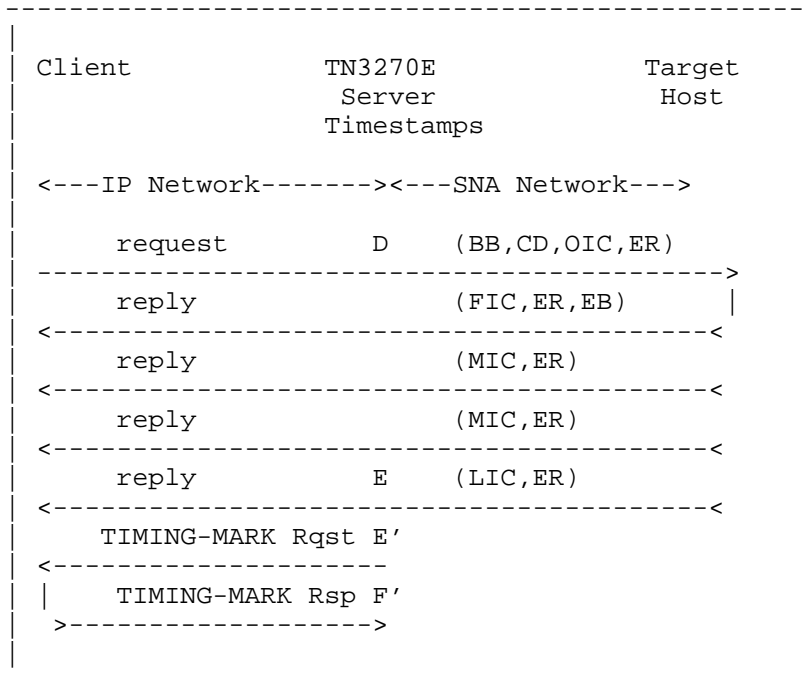 Client TN3270E Target
Server Host
Timestamps
<---IP Network-------><---SNA Network--->
request D (BB,CD,OIC,ER)
------------------------------------------->
reply (FIC,ER,EB) |
<-----------------------------------------<
reply (MIC,ER)
<-----------------------------------------<
reply (MIC,ER)
<-----------------------------------------<
reply E (LIC,ER)
<-----------------------------------------<
TIMING-MARK Rqst E'
<---------------------
| TIMING-MARK Rsp F'
>------------------->